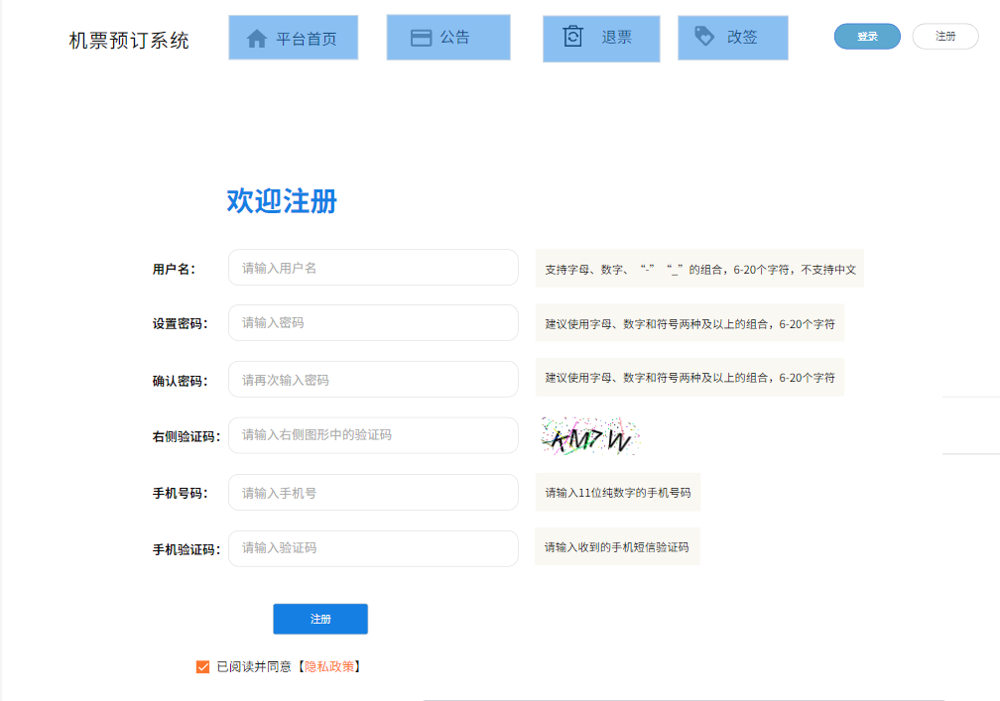 机票预订系统
平台首页
公告
退票
改签
登录
注册
欢迎注册
用户名：
请输入用户名
支持字母、数字、“-”“_”的组合，6-20个字符，不支持中文
设置密码：
请输入密码
建议使用字母、数字和符号两种及以上的组合，6-20个字符
确认密码：
请再次输入密码
建议使用字母、数字和符号两种及以上的组合，6-20个字符
右侧验证码：
请输入右侧图形中的验证码
KM7W
手机号码：
请输入手机号
请输入11位纯数字的手机号码
手机验证码：
请输入验证码
请输入收到的手机短信验证码
注册
已阅读并同意【隐私政策】